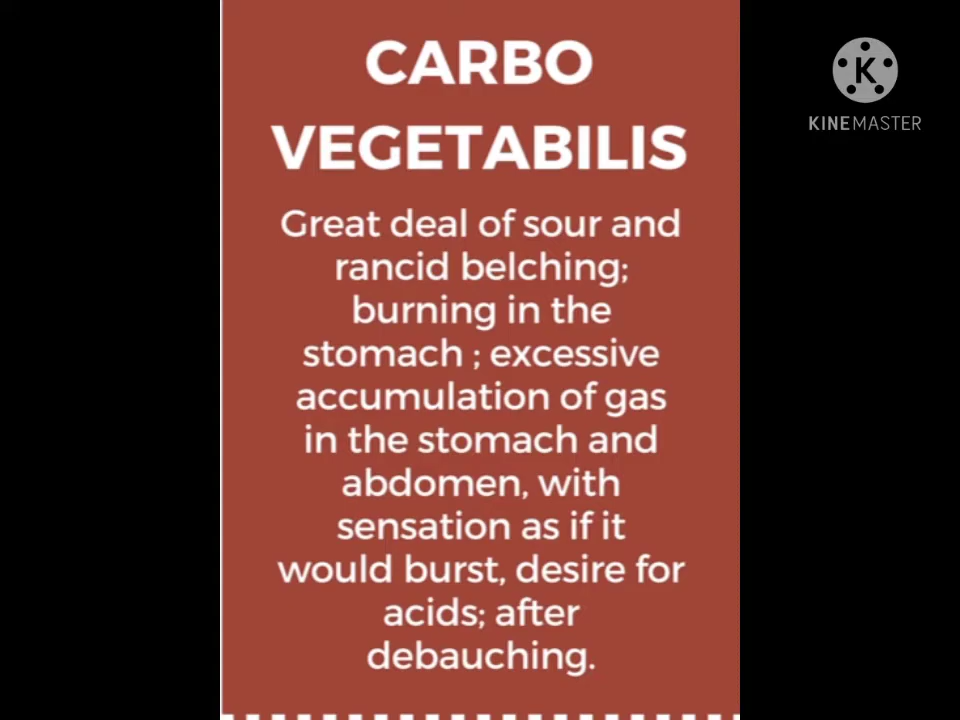 CARBO
VEGETABILIS
Great deal of sour and
rancid belching;
burning in the
stomach ; excessive
accumulation of gas
in the stomach and
abdomen, with
sensation as if it
would burst, desire for
acids; after
debauching.
K
KINEMASTER